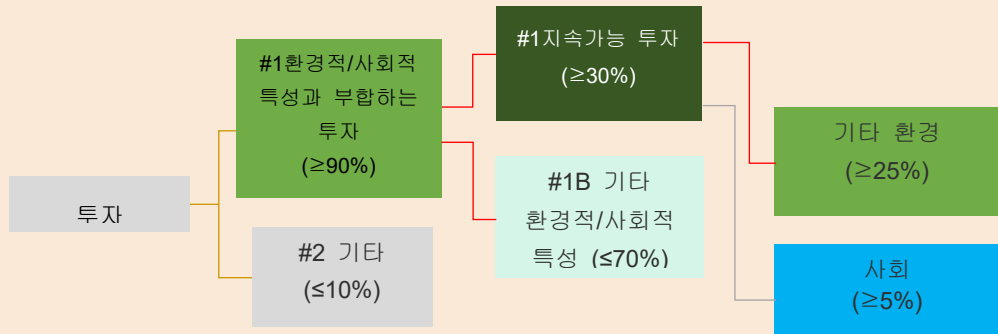 투자
#1환경적/사회적
특성과 부합하는
투자
(≥90%)
#2 기타
(≤10%)
#1지속가능 투자
(≥30%)
#1B 기타
환경적/사회적
특성 (≤70%)
기타 환경
(≥25%)
사회
(≥5%)